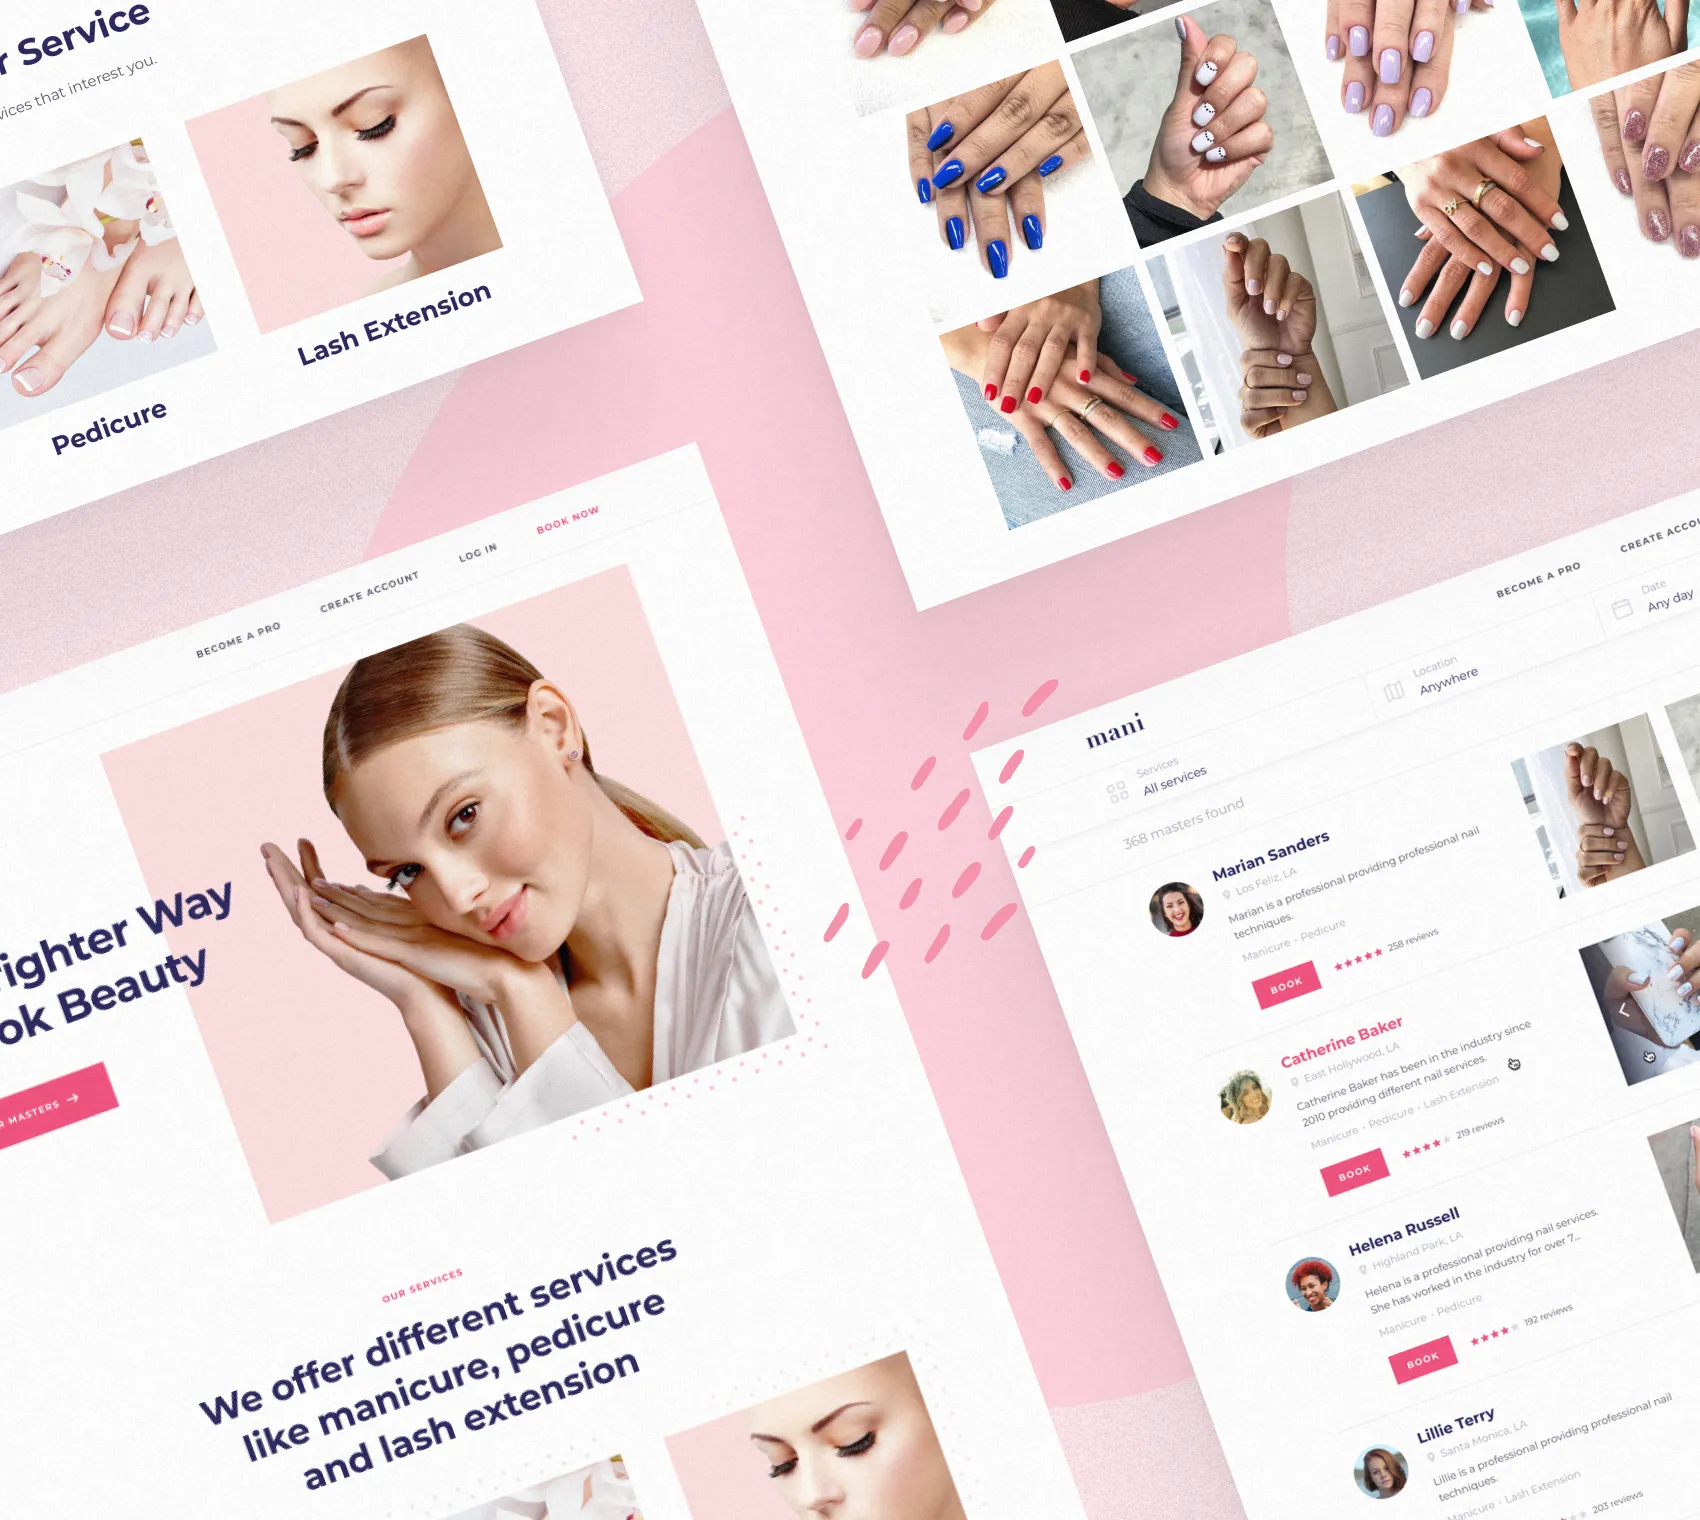 Service
that interest you.
Pedicure
Lash Extension
BECOME A PRO
CREATE ACCOUNT
LOG IN
BOOK NOW
Way
Beauty
MASTERS →
OUR SERVICES
We offer different services
like manicure, pedicure
and lash extension
BECOME A PRO
CREATE
mani
Services
All services
Location
Anywhere
Date
Any day
368 masters found
Marian Sanders
Los Feliz, LA
Marian is a professional providing professional nail
techniques.
Manicure • Pedicure
BOOK
258 reviews
Catherine Baker
East Hollywood, LA
Catherine Baker has been in the industry since
2010 providing different nail services.
Manicure • Pedicure • Lash Extension
BOOK
219 reviews
Helena Russell
Highland Park, LA
Helena is a professional providing nail services.
She has worked in the industry for over 7...
Manicure • Pedicure
BOOK
192 reviews
Lillie Terry
Santa Monica, LA
Lillie is a professional providing professional nail
techniques.
Manicure • Lash Extension
203 reviews